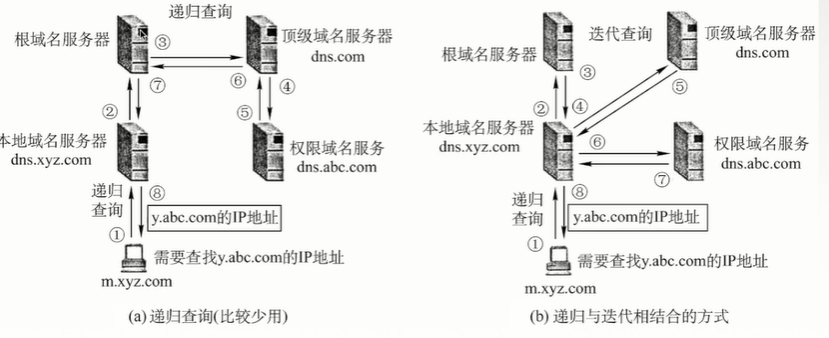 递归查询
根域名服务器
③
顶级域名服务器
dns.com
⑥
②
⑦
⑤
④
本地域名服务器
dns.xyz.com
权限域名服务
dns.abc.com
递归
查询
⑧
y.abc.com的IP地址
①
需要查找y.abc.com的IP地址
m.xyz.com
(a) 递归查询(比较少用)
迭代查询
根域名服务器
顶级域名服务器
dns.com
③
②
④
⑤
本地域名服务器
dns.xyz.com
⑥
权限域名服务
dns.abc.com
⑦
递归
查询
⑧
y.abc.com的IP地址
①
需要查找y.abc.com的IP地址
m.xyz.com
(b) 递归与迭代相结合的方式